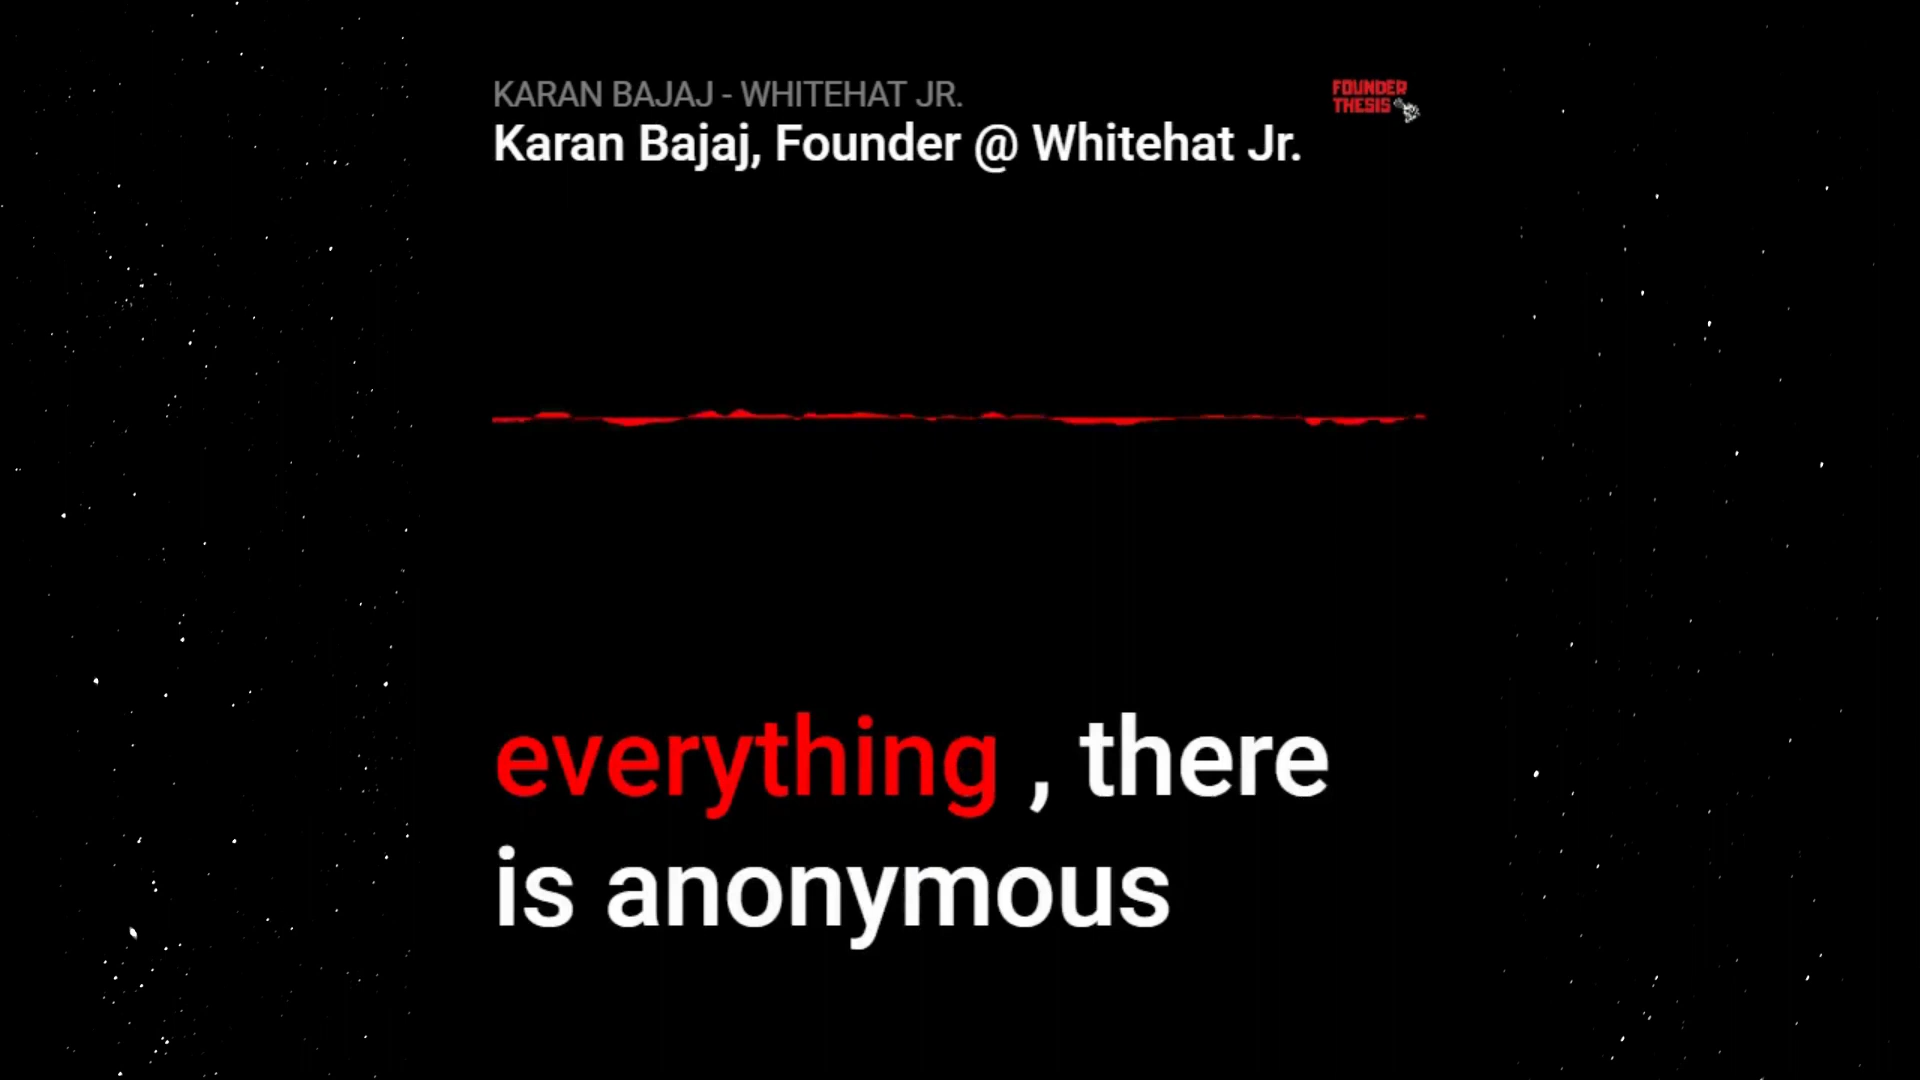 KARAN BAJAJ - WHITEHAT JR.
Karan Bajaj, Founder @ Whitehat Jr.
FOUNDER
THESIS
everything , there
is anonymous